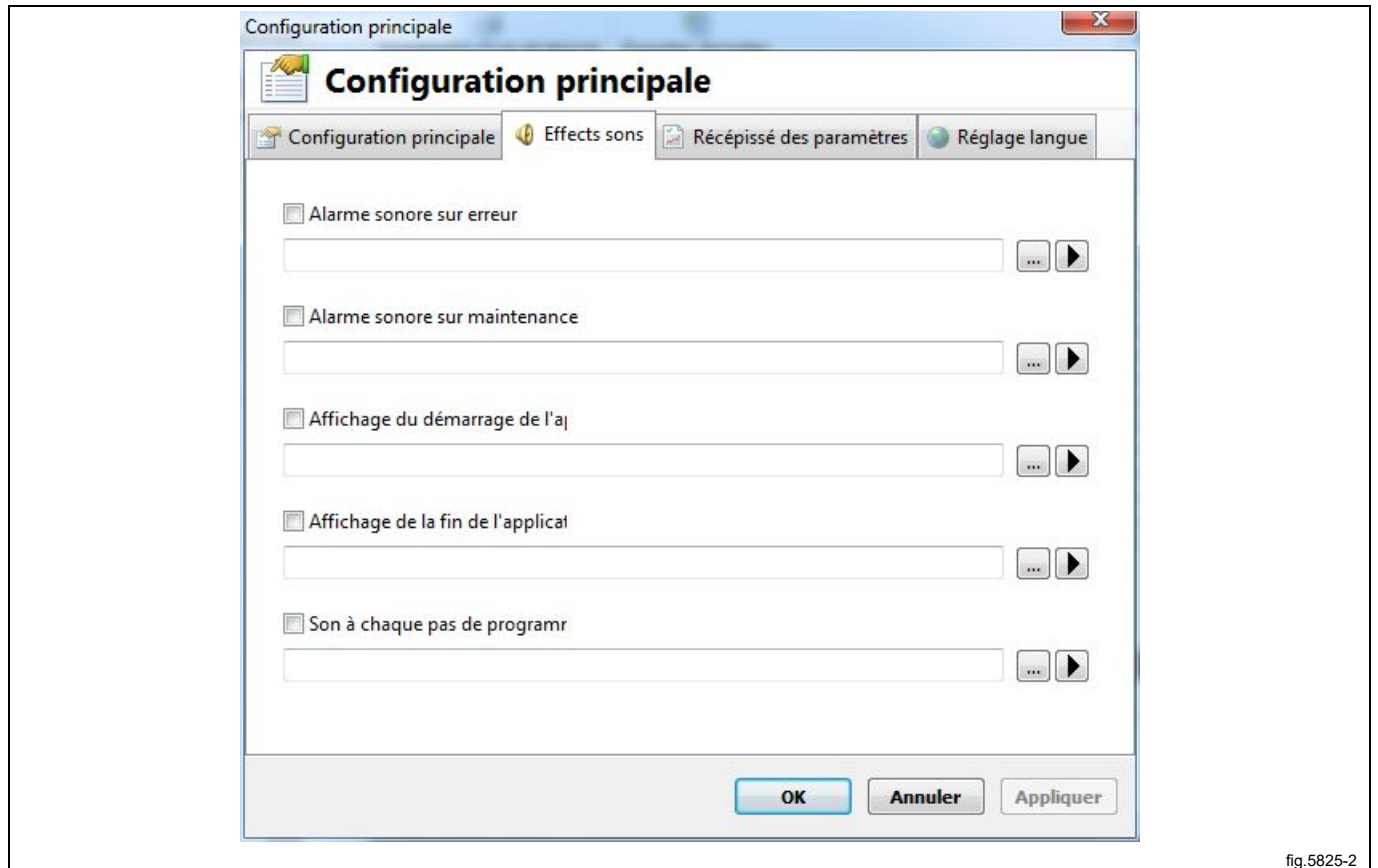 Configuration principale
Configuration principale
Configuration principale
Effects sons
Récépissé des paramètres
Réglage langue
Alarme sonore sur erreur
...
Alarme sonore sur maintenance
...
Affichage du démarrage de l'a
...
Affichage de la fin de l'applicat
...
Son à chaque pas de program
...
OK
Annuler
Appliquer
fig.5825-2